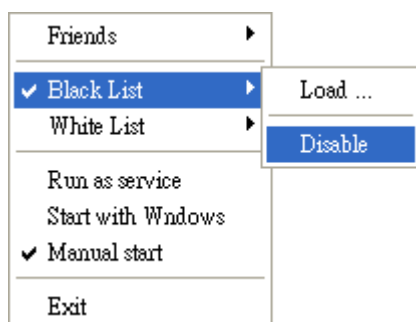 Friends
Black List
White List
Run as service
Start with Wndows
Manual start
Exit
Load ...
Disable